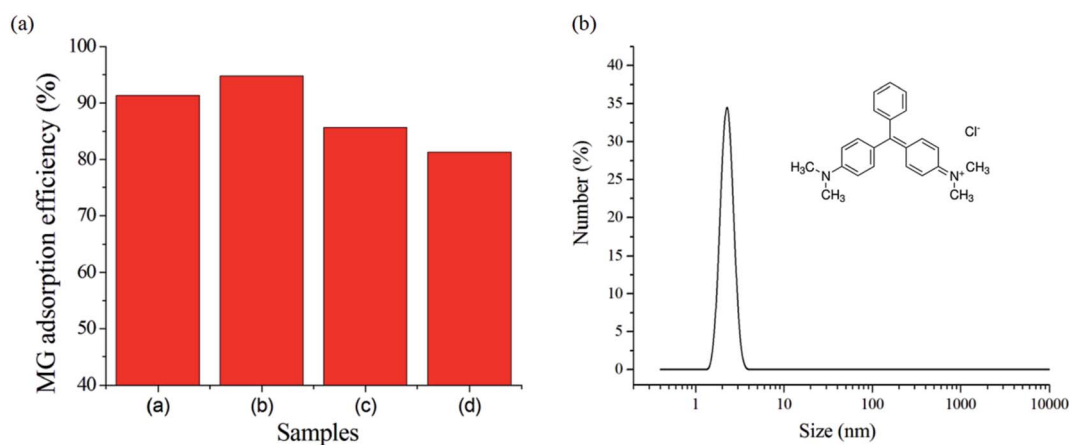 (a)
MG adsorption efficiency (%)
100
90
80
70
60
50
40
(a) (b) (c) (d)
Samples
(b)
Number (%)
40
35
30
25
20
15
10
5
0
1 10 100 1000 10000
Size (nm)
Cl-
H3C
N
CH3
CH3
N+
CH3